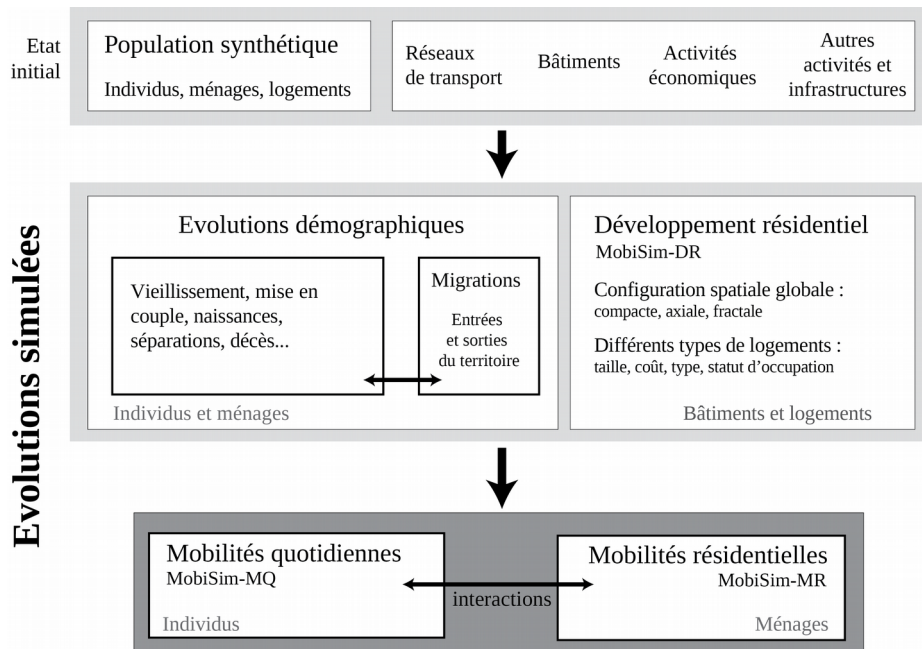 Etat
initial
Population synthétique
Individus, ménages, logements
Réseaux
de transport
Bâtiments
Activités
économiques
Autres
activités et
infrastructures
Evolutions simulées
Evolutions démographiques
Vieillissement, mise en
couple, naissances,
séparations, décès...
Migrations
Entrées
et sorties
du territoire
Individus et ménages
Développement résidentiel
MobiSim-DR
Configuration spatiale globale :
compacte, axiale, fractale
Différents types de logements :
taille, coût, type, statut d’occupation
Bâtiments et logements
Mobilités quotidiennes
MobiSim-MQ
Individus
interactions
Mobilités résidentielles
MobiSim-MR
Ménages